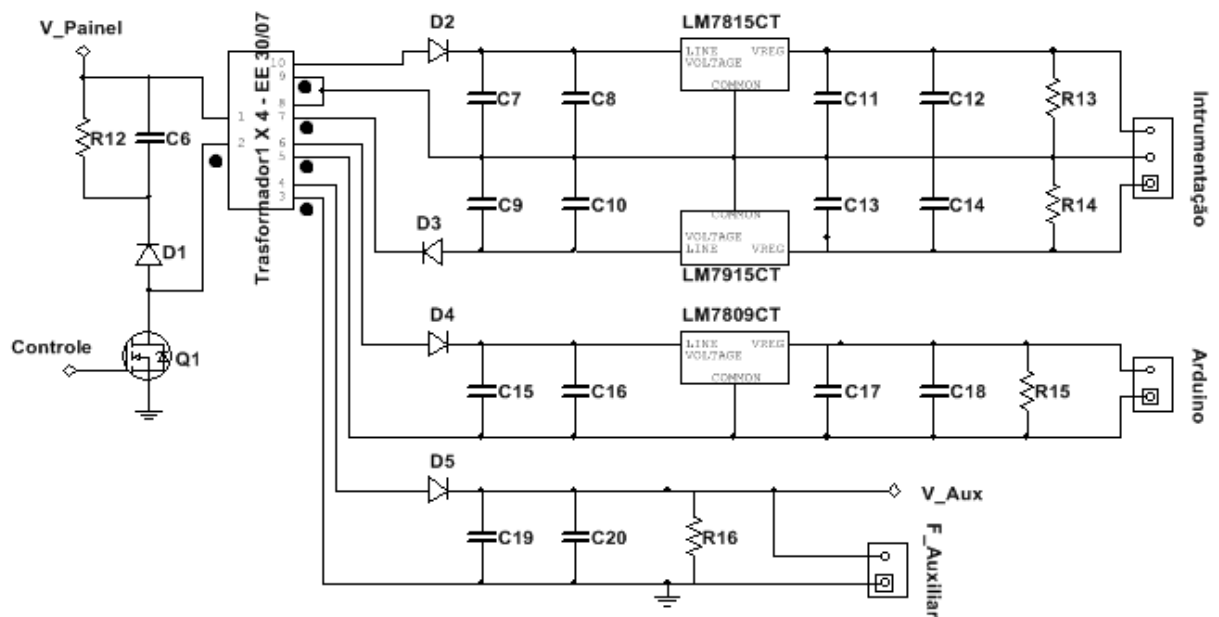 V_Painel
R12
C6
D1
Controle
Q1
Trasformador1 X 4 - EE 30/07
1
2
10
9
8
7
6
5
4
3
D2
C7
C8
LM7815CT
LINE VREG
VOLTAGE
COMMON
C11
C12
R13
C9
C10
D3
COMMON
VOLTAGE
LINE VREG
LM7915CT
C13
C14
R14
Intrumentação
D4
C15
C16
LM7809CT
LINE VREG
VOLTAGE
COMMON
C17
C18
R15
Arduino
D5
C19
C20
R16
V_Aux
F_Auxiliar